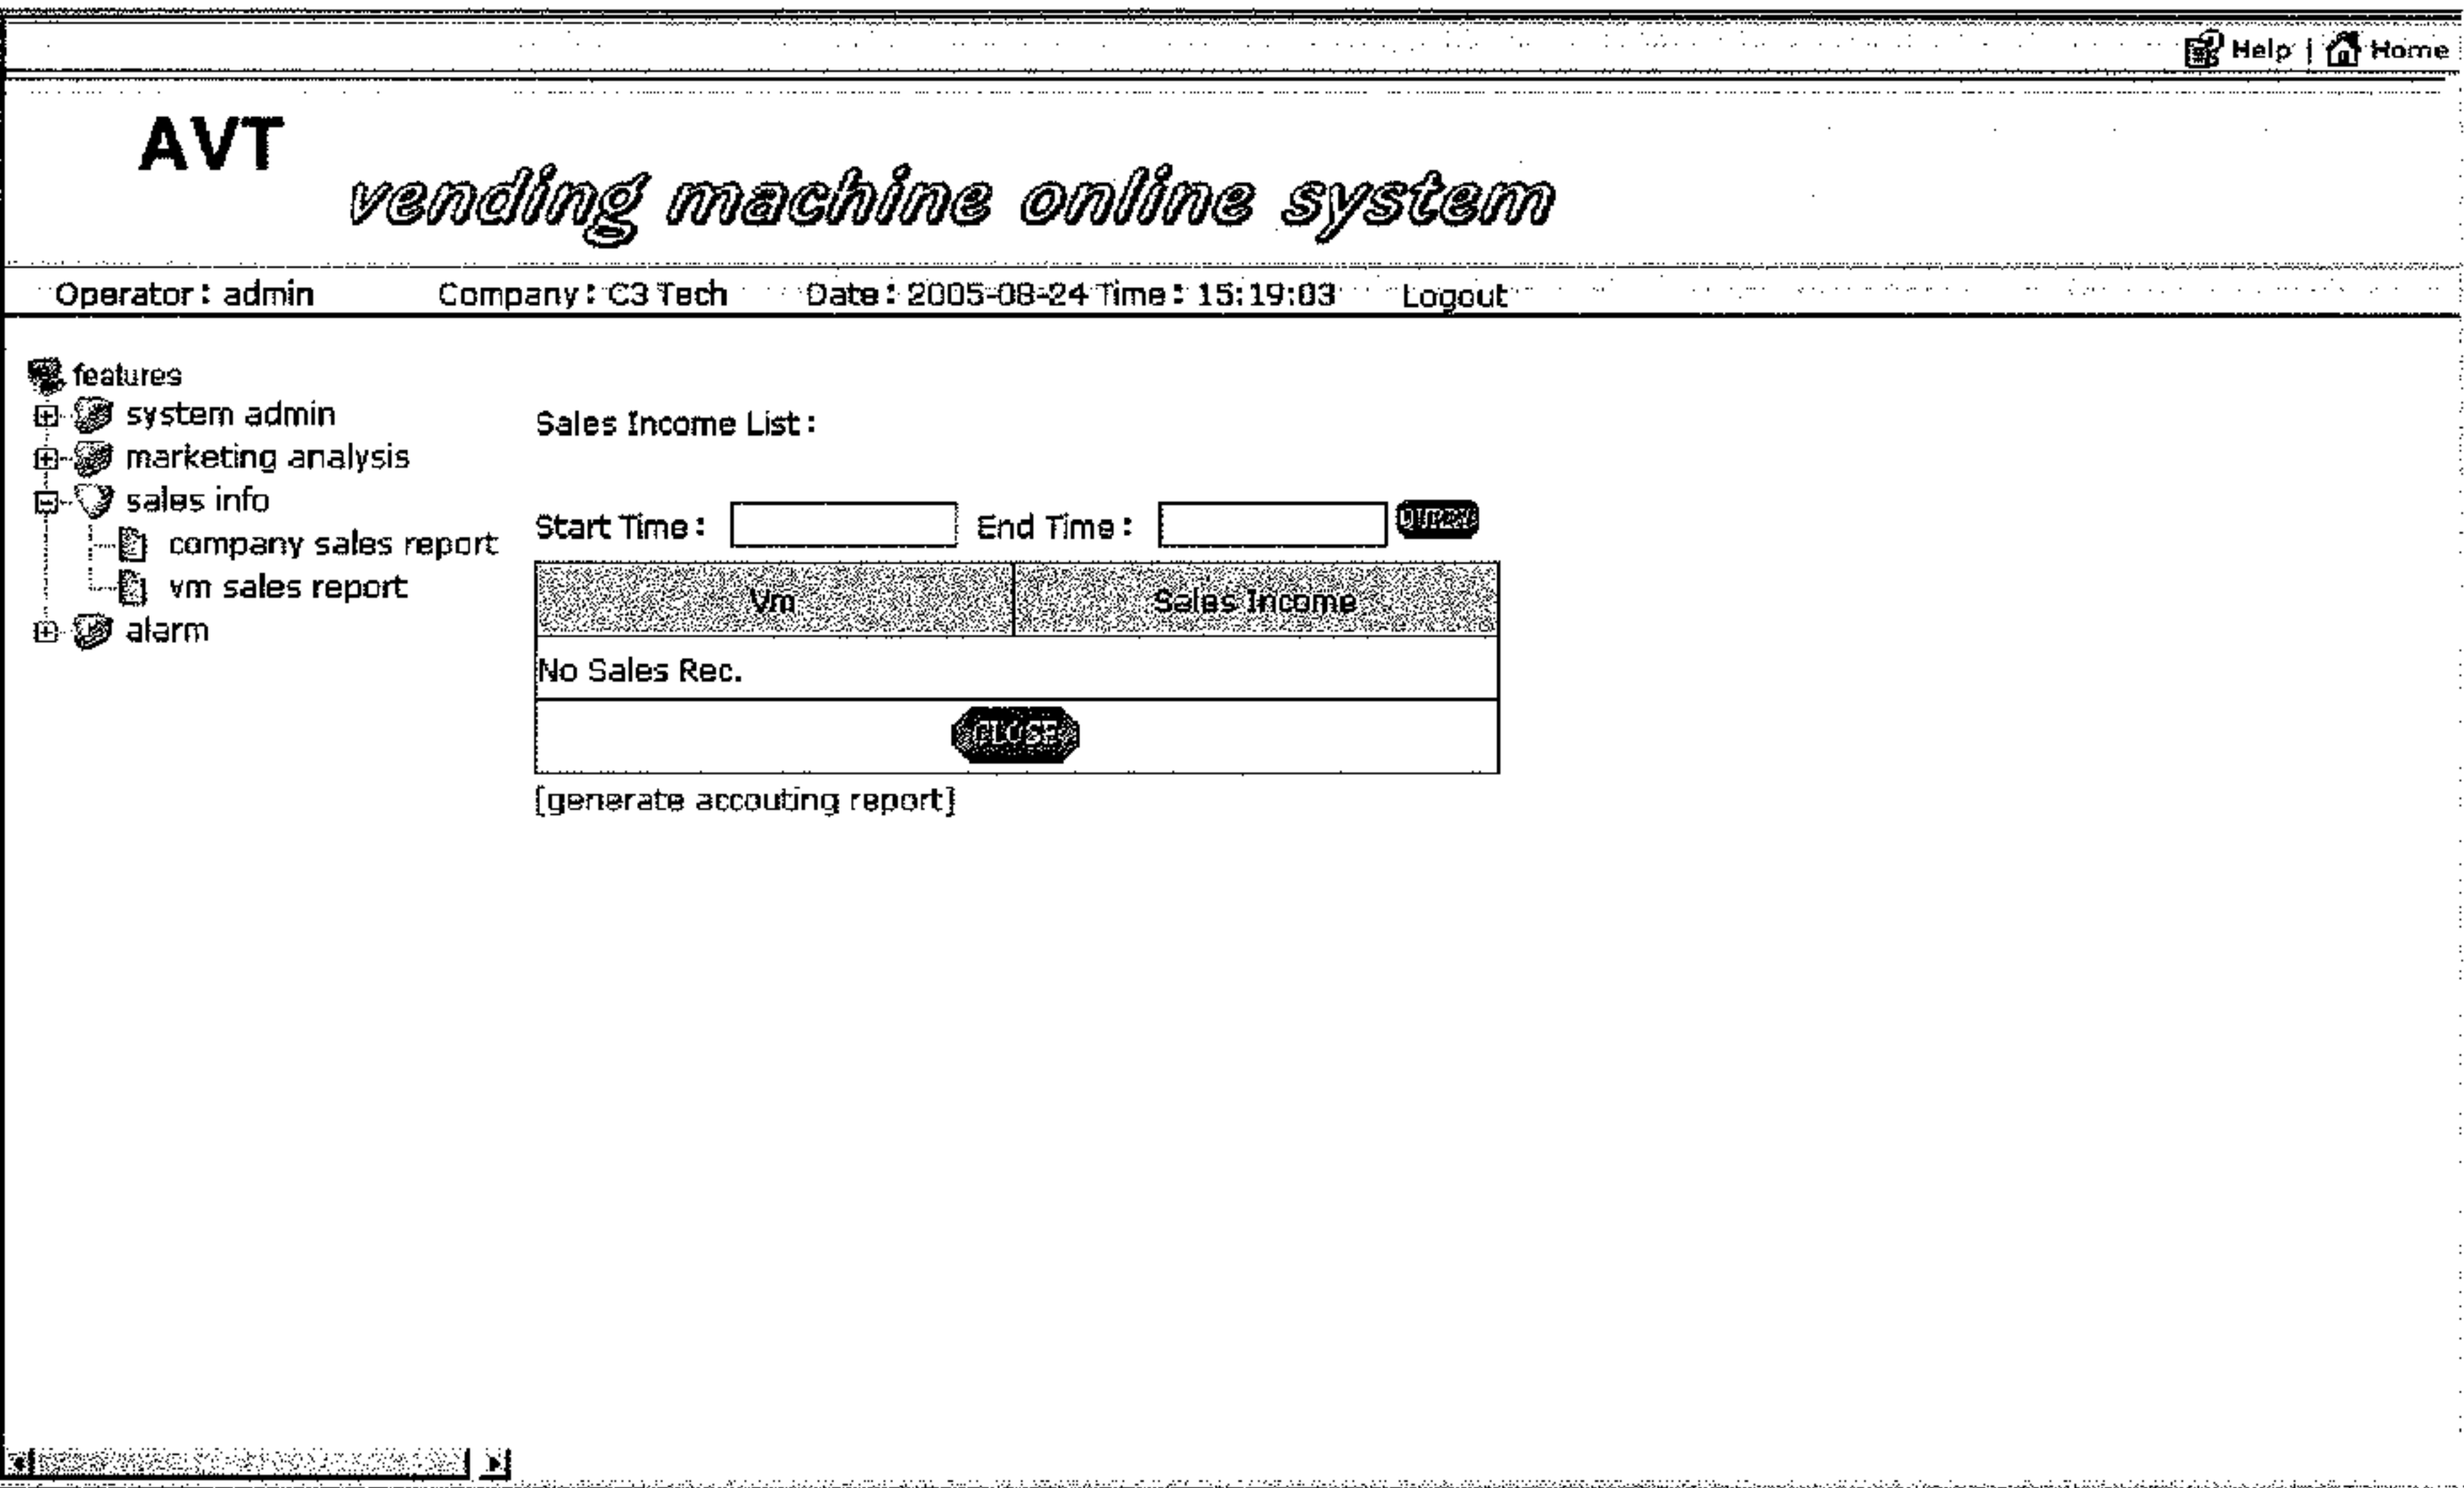 Help | Home
AVT
vending machine online system
Operator: admin Company: C3 Tech Date: 2005-08-24 Time: 15:19:03 Logout
features
system admin
marketing analysis
sales info
company sales report
vm sales report
alarm
Sales Income List:
Start Time: End Time:
Vm Sales Income
No Sales Rec.
CLOSE
[generate accouting report]